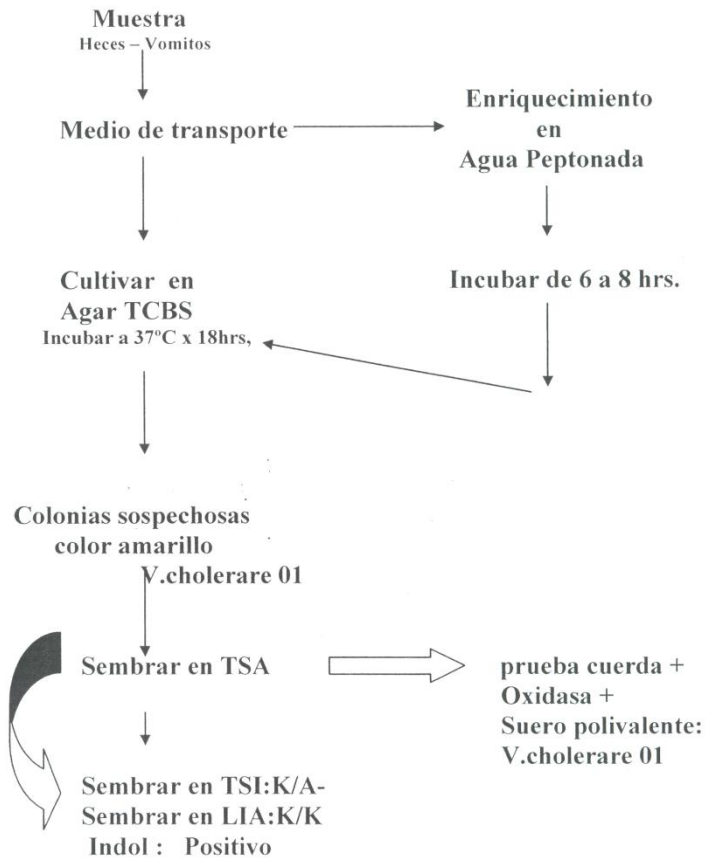 Muestra
Heces – Vomitos
Medio de transporte
Enriquecimiento
en
Agua Peptonada
Cultivar en
Agar TCBS
Incubar a 37ºC x 18hrs,
Incubar de 6 a 8 hrs.
Colonias sospechosas
color amarillo
V.cholerare 01
Sembrar en TSA
prueba cuerda +
Oxidasa +
Suero polivalente:
V.cholerare 01
Sembrar en TSI:K/A-
Sembrar en LIA:K/K
Indol : Positivo